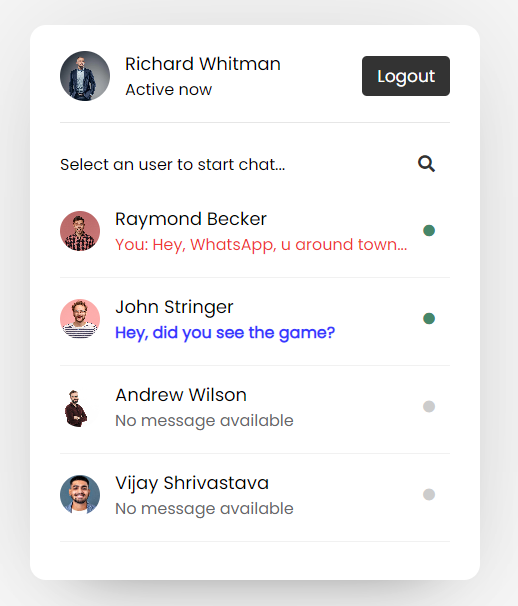 Richard Whitman
Active now
Logout
Select an user to start chat...
Raymond Becker
You: Hey, WhatsApp, u around town...
John Stringer
Hey, did you see the game?
Andrew Wilson
No message available
Vijay Shrivastava
No message available